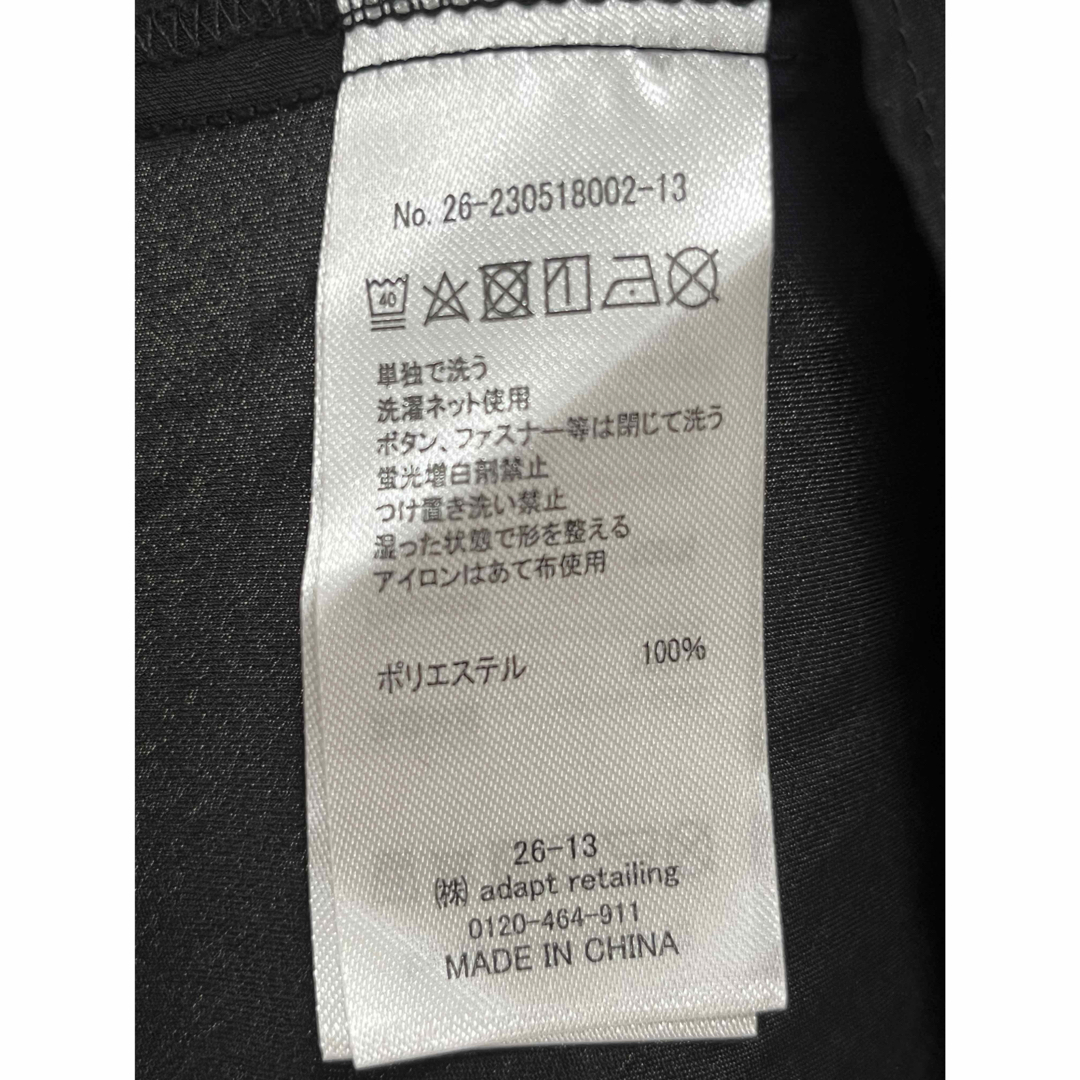 No. 26-230518002-13
40
単独で洗う
洗濯ネット使用
ボタン、ファスナー等は閉じて洗う
蛍光増白剤禁止
つけ置き洗い禁止
湿った状態で形を整える
アイロンはあて布使用
ポリエステル 100%
26-13
㈱ adapt retailing
0120-464-911
MADE IN CHINA